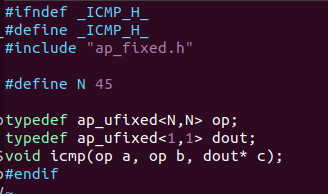 #ifndef _ICMP_H_
#define _ICMP_H_
#include "ap_fixed.h"
#define N 45
typedef ap_ufixed<N,N> op;
typedef ap_ufixed<1,1> dout;
void icmp(op a, op b, dout* c);
#endif
~